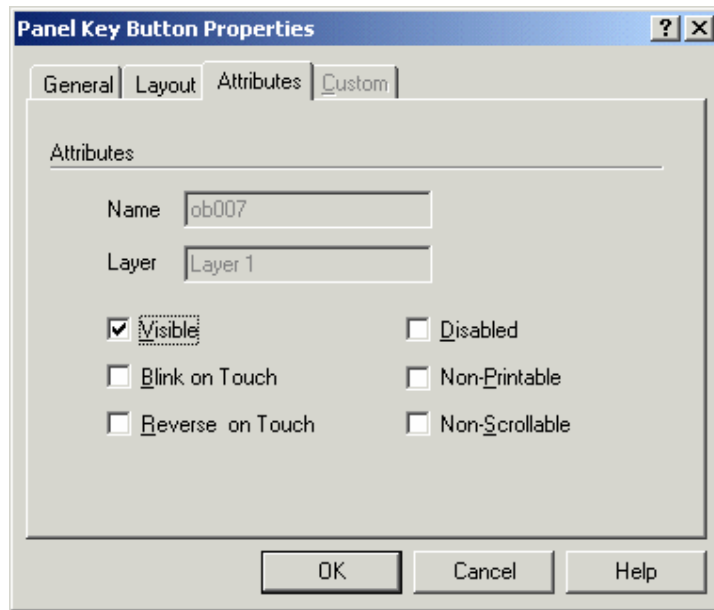 Panel Key Button Properties
General Layout Attributes Custom
Attributes
Name ob007
Layer Layer 1
Visible Disabled
Blink on Touch Non-Printable
Reverse on Touch Non-Scrollable
OK Cancel Help